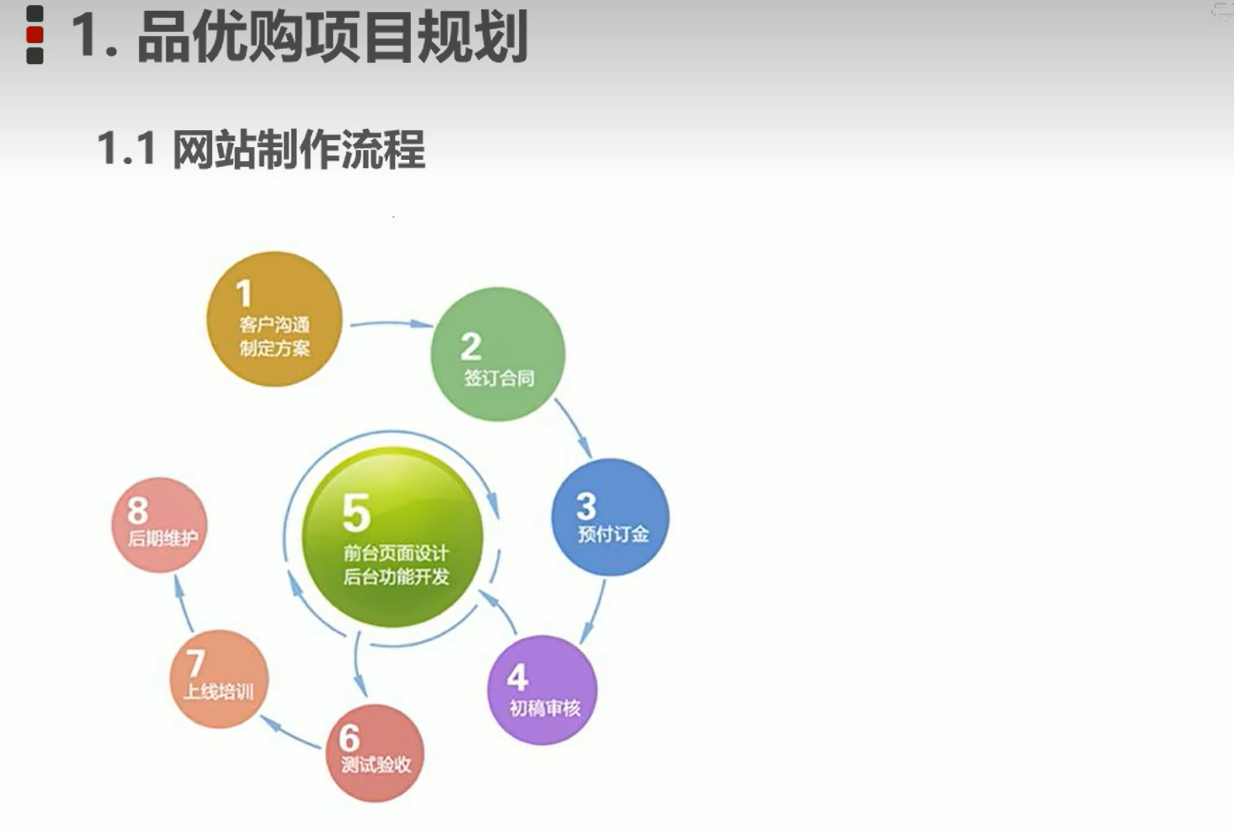 1. 品优购项目规划
1.1 网站制作流程
1
客户沟通
制定方案
2
签订合同
3
预付订金
4
初稿审核
5
前台页面设计
后台功能开发
6
测试验收
7
上线培训
8
后期维护